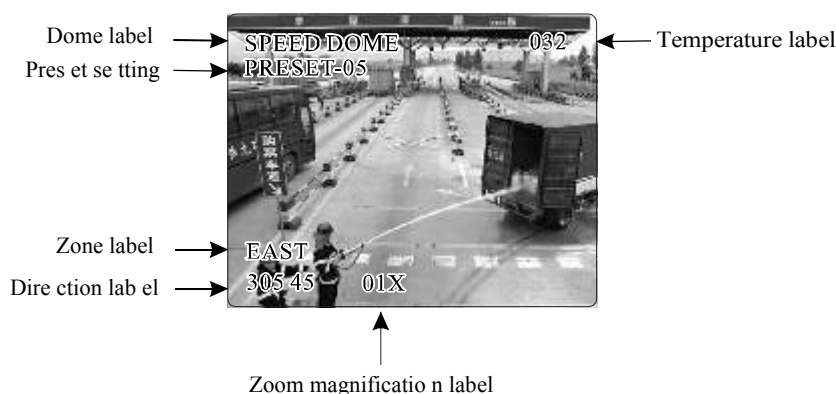 Dome label
SPEED DOME
032
Temperature label
Pres et se tting
PRESET-05
Zone label
EAST
Dire ction lab el
305 45
01X
Zoom magnificatio n label